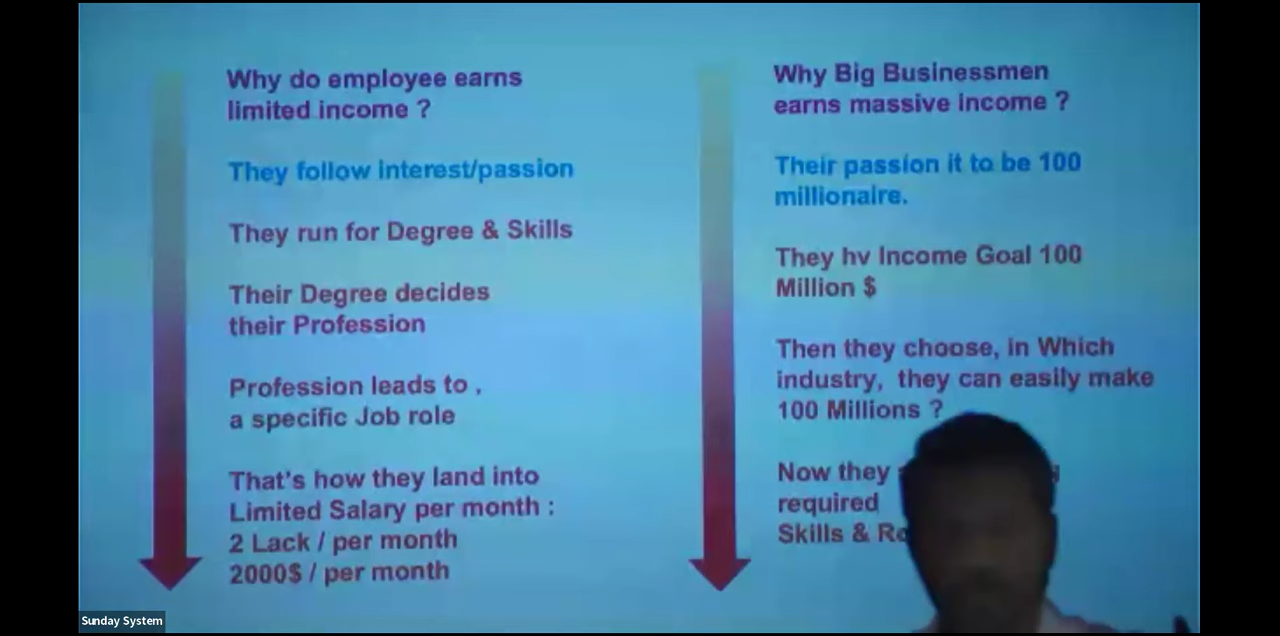 Why do employee earns
limited income ?
They follow interest/passion
They run for Degree & Skills
Their Degree decides
their Profession
Profession leads to ,
a specific Job role
That's how they land into
Limited Salary per month :
2 Lack / per month
2000$ / per month
Why Big Businessmen
earns massive income ?
Their passion it to be 100
millionaire.
They hv Income Goal 100
Million $
Then they choose, in Which
industry, they can easily make
100 Millions ?
Now they
required
Skills &
Sunday System